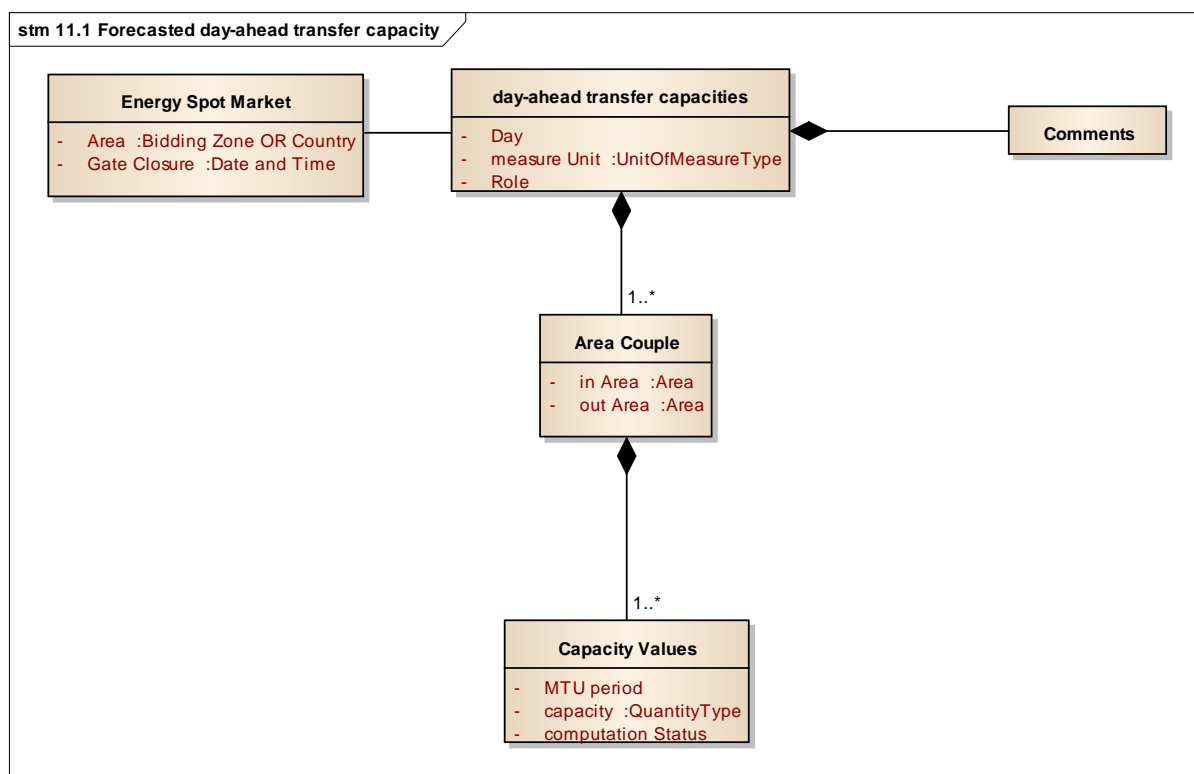 stm 11.1 Forecasted day-ahead transfer capacity
Energy Spot Market
- Area :Bidding Zone OR Country
- Gate Closure :Date and Time
day-ahead transfer capacities
- Day
- measure Unit :UnitOfMeasureType
- Role
Comments
1..*
Area Couple
- in Area :Area
- out Area :Area
1..*
Capacity Values
- MTU period
- capacity :QuantityType
- computation Status